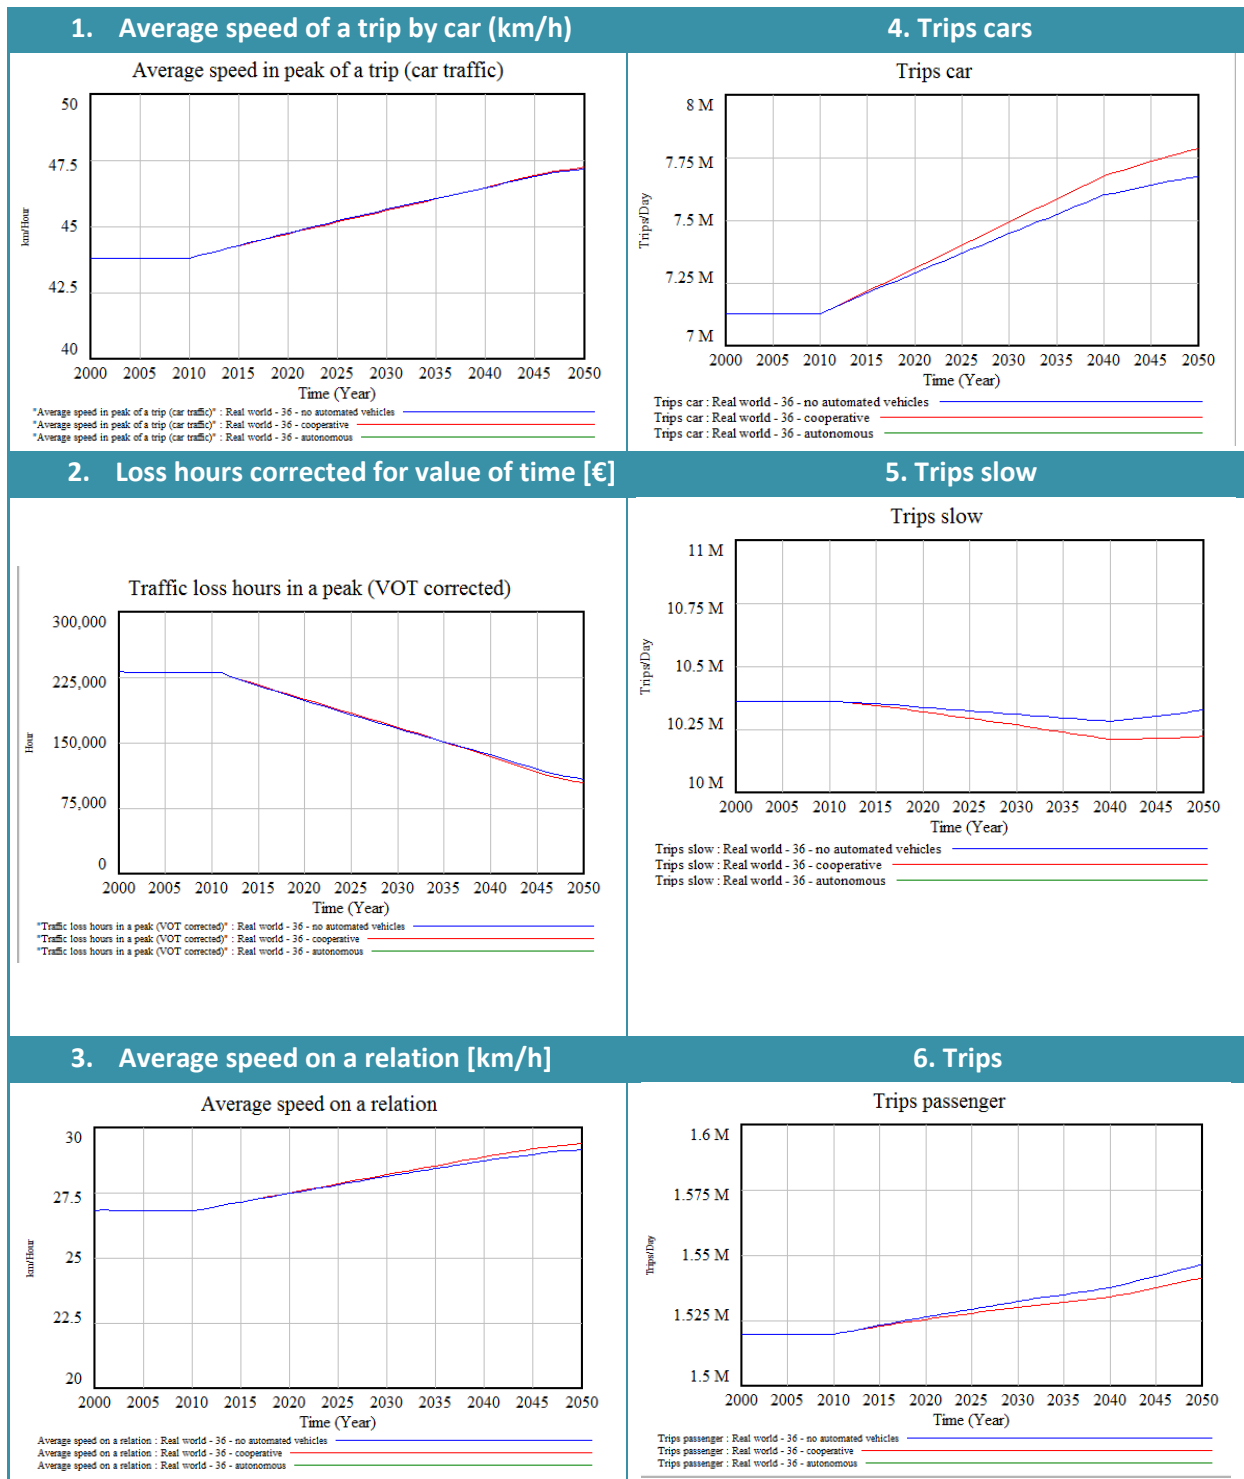 1. Average speed of a trip by car (km/h)
Average speed in peak of a trip (car traffic)
50
47.5
45
42.5
40
km/Hour
2000 2005 2010 2015 2020 2025 2030 2035 2040 2045 2050
Time (Year)
"Average speed in peak of a trip (car traffic)" : Real world - 36 - no automated vehicles
"Average speed in peak of a trip (car traffic)" : Real world - 36 - cooperative
"Average speed in peak of a trip (car traffic)" : Real world - 36 - autonomous
4. Trips cars
Trips car
8 M
7.75 M
7.5 M
7.25 M
7 M
Trips/Day
2000 2005 2010 2015 2020 2025 2030 2035 2040 2045 2050
Time (Year)
Trips car : Real world - 36 - no automated vehicles
Trips car : Real world - 36 - cooperative
Trips car : Real world - 36 - autonomous
2. Loss hours corrected for value of time [€]
Traffic loss hours in a peak (VOT corrected)
300,000
225,000
150,000
75,000
0
Hour
2000 2005 2010 2015 2020 2025 2030 2035 2040 2045 2050
Time (Year)
"Traffic loss hours in a peak (VOT corrected)" : Real world - 36 - no automated vehicles
"Traffic loss hours in a peak (VOT corrected)" : Real world - 36 - cooperative
"Traffic loss hours in a peak (VOT corrected)" : Real world - 36 - autonomous
5. Trips slow
Trips slow
11 M
10.75 M
10.5 M
10.25 M
10 M
Trips/Day
2000 2005 2010 2015 2020 2025 2030 2035 2040 2045 2050
Time (Year)
Trips slow : Real world - 36 - no automated vehicles
Trips slow : Real world - 36 - cooperative
Trips slow : Real world - 36 - autonomous
3. Average speed on a relation [km/h]
Average speed on a relation
30
27.5
25
22.5
20
km/Hour
2000 2005 2010 2015 2020 2025 2030 2035 2040 2045 2050
Time (Year)
Average speed on a relation : Real world - 36 - no automated vehicles
Average speed on a relation : Real world - 36 - cooperative
Average speed on a relation : Real world - 36 - autonomous
6. Trips
Trips passenger
1.6 M
1.575 M
1.55 M
1.525 M
1.5 M
Trips/Day
2000 2005 2010 2015 2020 2025 2030 2035 2040 2045 2050
Time (Year)
Trips passenger : Real world - 36 - no automated vehicles
Trips passenger : Real world - 36 - cooperative
Trips passenger : Real world - 36 - autonomous